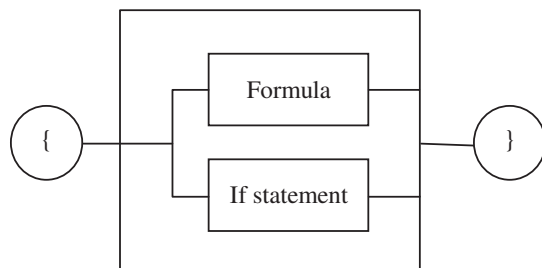 Formula
{
}
If statement